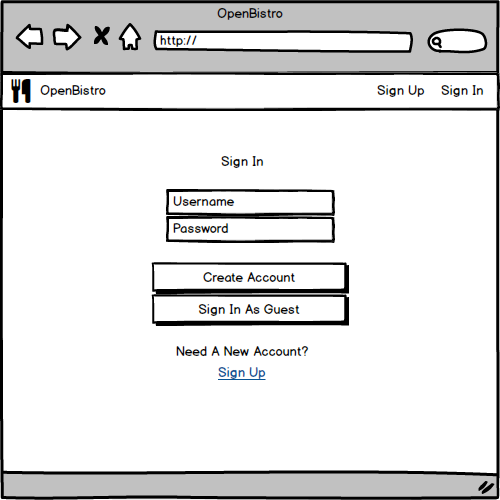 OpenBistro
http://
OpenBistro Sign Up Sign In
Sign In
Username
Password
Create Account
Sign In As Guest
Need A New Account?
Sign Up